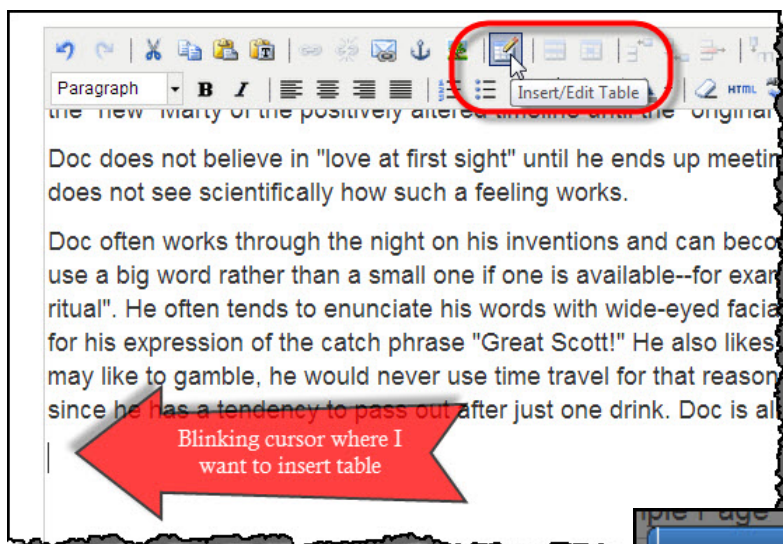 Paragraph B I HTML
Insert/Edit Table
the "new" Marty of the positively altered timeline until the "original
Doc does not believe in "love at first sight" until he ends up meetin
does not see scientifically how such a feeling works.
Doc often works through the night on his inventions and can beco
use a big word rather than a small one if one is available--for exam
ritual". He often tends to enunciate his words with wide-eyed facia
for his expression of the catch phrase "Great Scott!" He also likes
may like to gamble, he would never use time travel for that reason
since he has a tendency to pass out after just one drink. Doc is al
Blinking cursor where I
want to insert table
mple Page